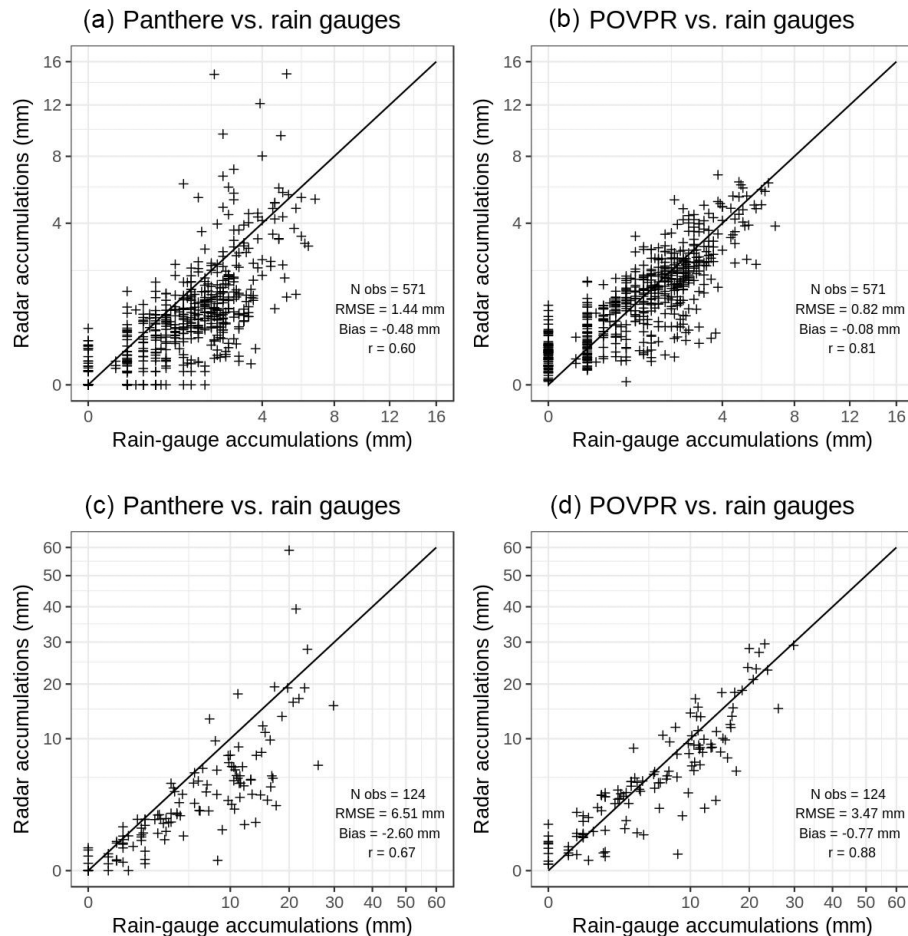 (a) Panthere vs. rain gauges
Radar accumulations (mm)
16
12
8
4
0
N obs = 571
RMSE = 1.44 mm
Bias = -0.48 mm
r = 0.60
0 4 8 12 16
Rain-gauge accumulations (mm)
(b) POVPR vs. rain gauges
Radar accumulations (mm)
16
12
8
4
0
N obs = 571
RMSE = 0.82 mm
Bias = -0.08 mm
r = 0.81
0 4 8 12 16
Rain-gauge accumulations (mm)
(c) Panthere vs. rain gauges
Radar accumulations (mm)
60
50
40
30
20
10
0
N obs = 124
RMSE = 6.51 mm
Bias = -2.60 mm
r = 0.67
0 10 20 30 40 50 60
Rain-gauge accumulations (mm)
(d) POVPR vs. rain gauges
Radar accumulations (mm)
60
50
40
30
20
10
0
N obs = 124
RMSE = 3.47 mm
Bias = -0.77 mm
r = 0.88
0 10 20 30 40 50 60
Rain-gauge accumulations (mm)